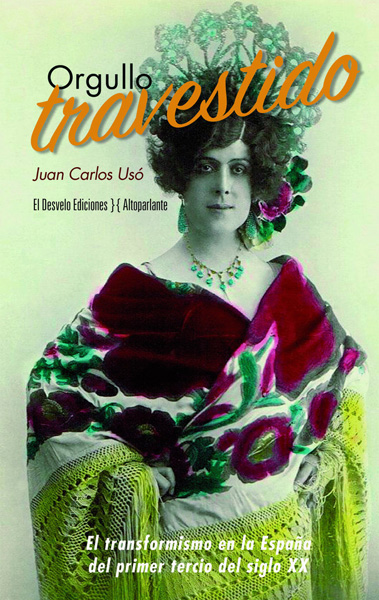 Orgullo
travestido
Juan Carlos Usó
El Desvelo Ediciones }{ Altoparlante
El transformismo en la España
del primer tercio del siglo XX